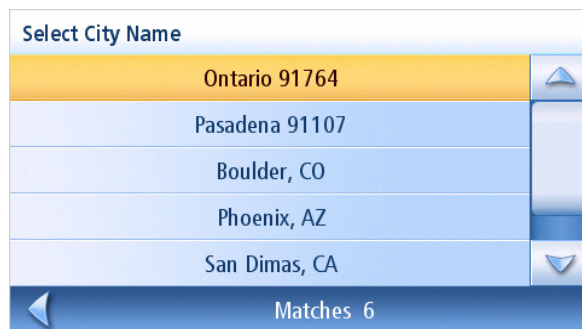 Select City Name
Ontario 91764
Pasadena 91107
Boulder, CO
Phoenix, AZ
San Dimas, CA
Matches 6